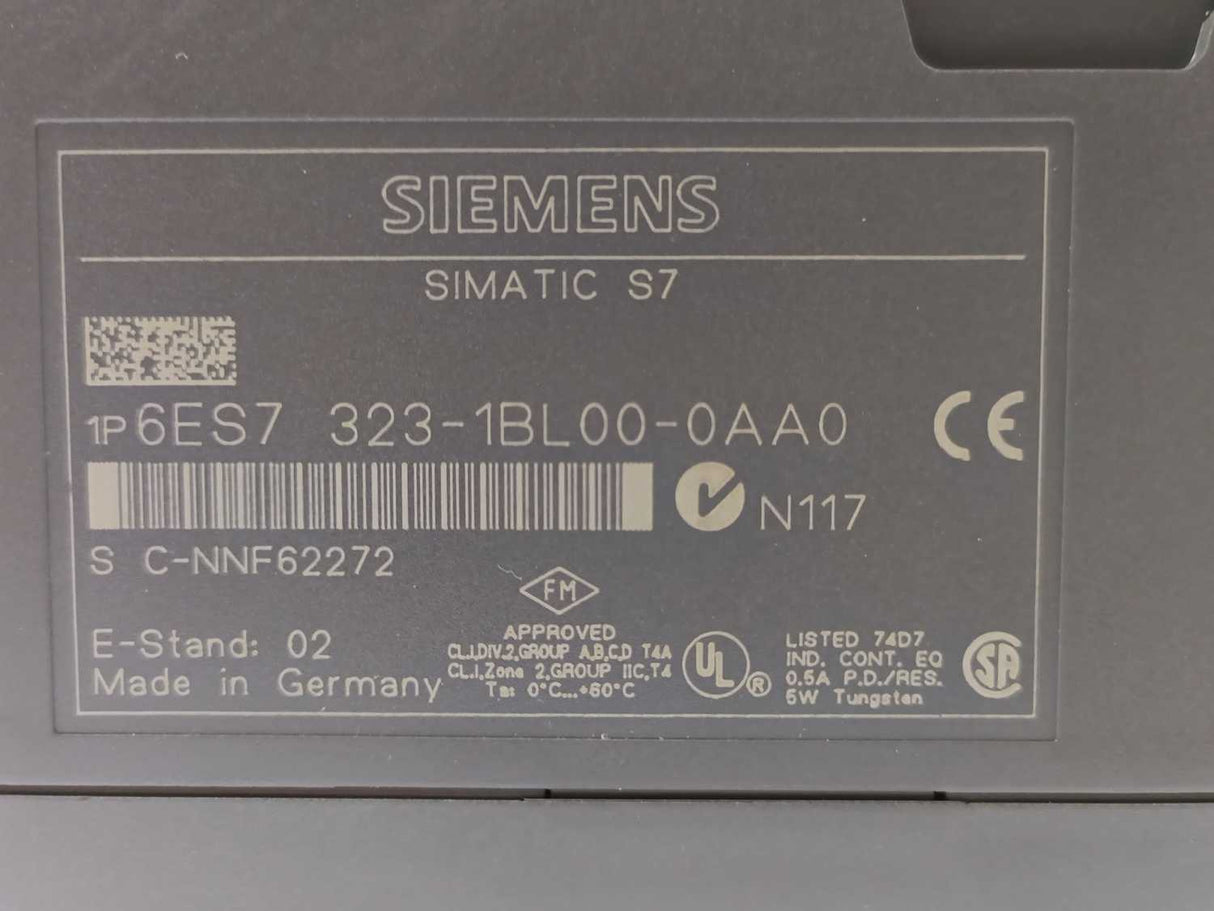 SIEMENS
SIMATIC S7
1P 6ES7 323-1BL00-0AA0
CE
N117
S C-NNF62272
FM
APPROVED
CL.I,DIV.2,GROUP A,B,C,D T4A
CL.I,Zone 2,GROUP IIC,T4
Ta: 0°C...+60°C
E-Stand: 02
Made in Germany
UL ®
LISTED 74D7
IND. CONT. EQ
0.5A P.D./RES.
5W Tungsten
SA